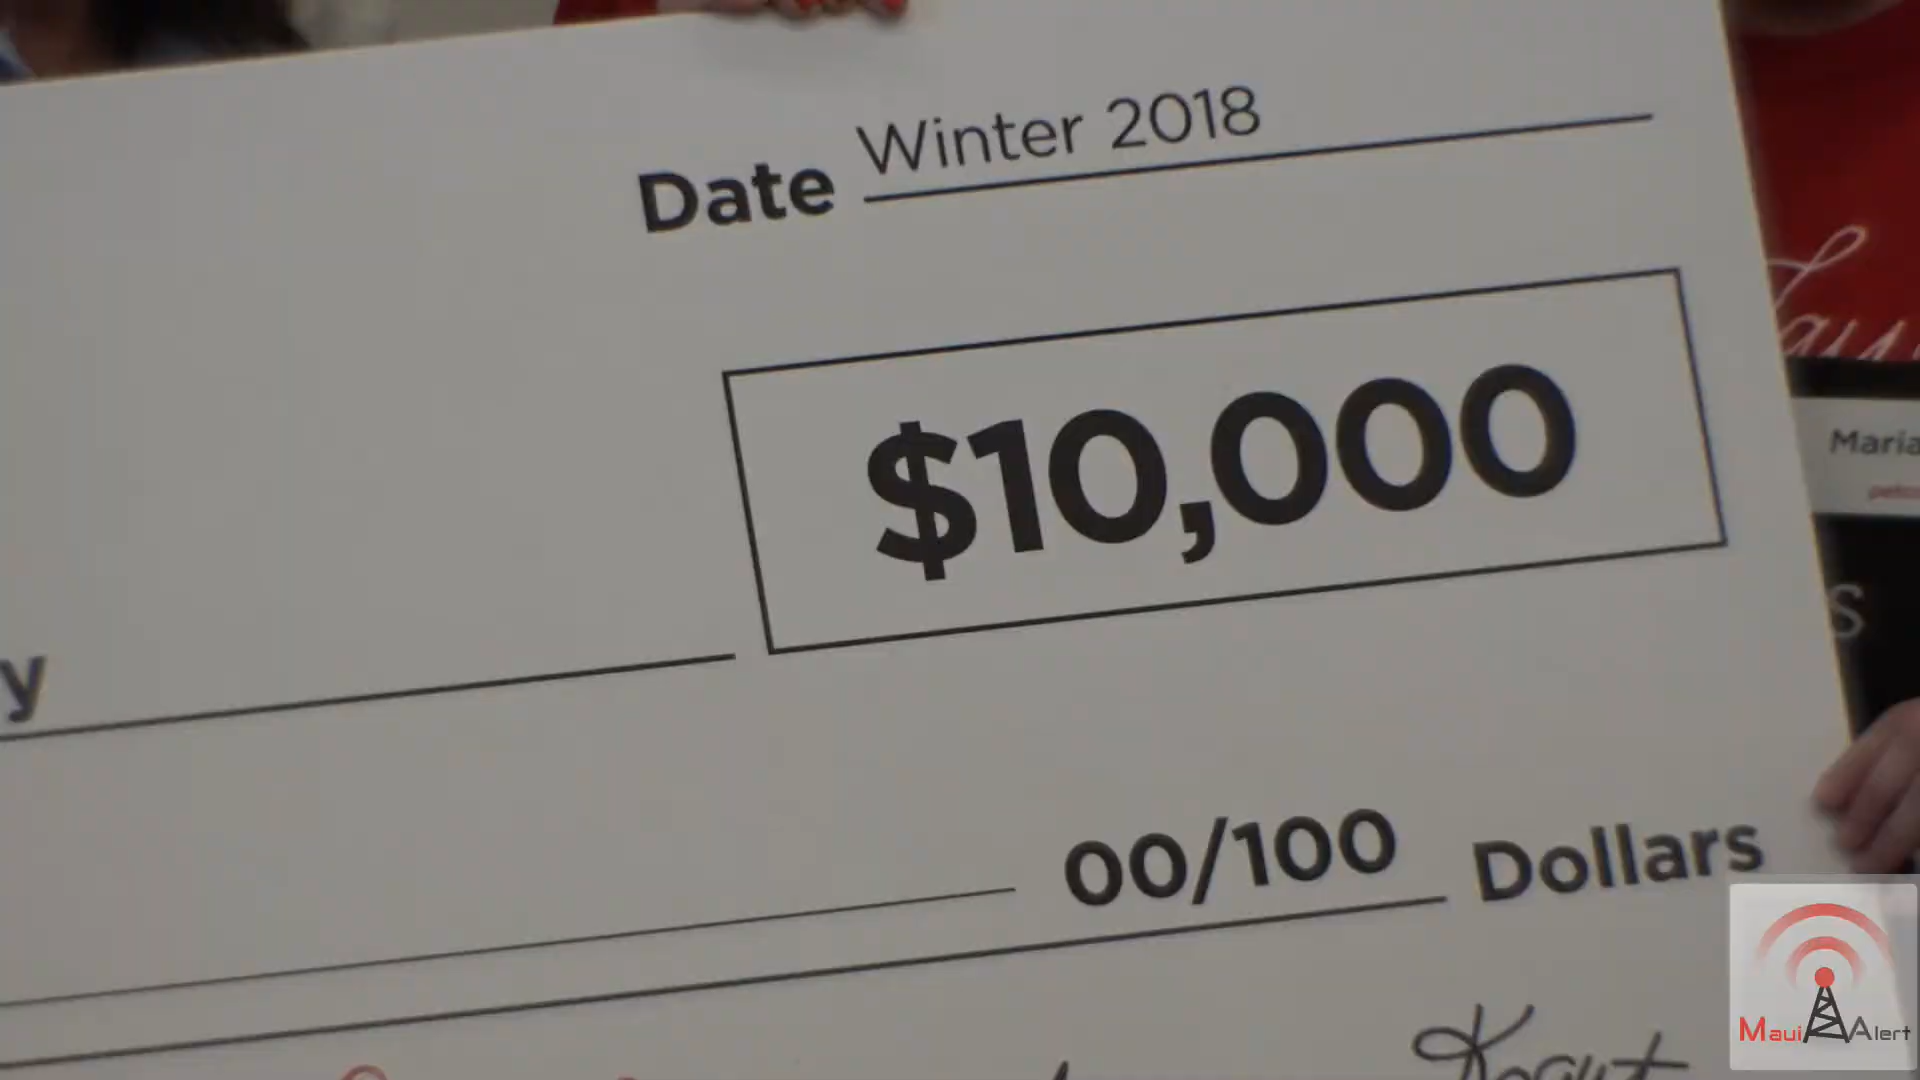 Date Winter 2018
$10,000
y
00/100 Dollars
Maria
S
Maui Alert